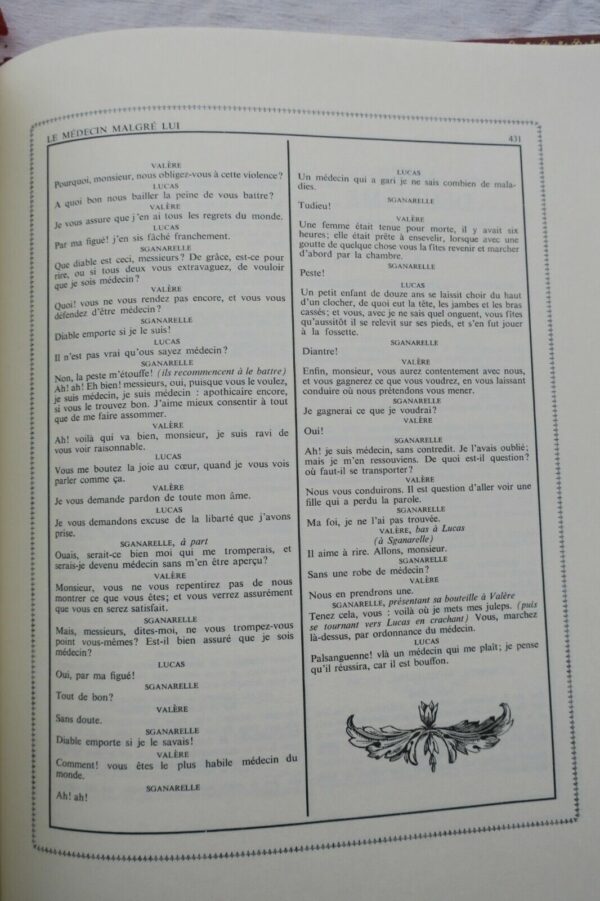 LE MÉDECIN MALGRÉ LUI
431
VALÈRE
Pourquoi, monsieur, nous obligez-vous à cette violence?
LUCAS
A quoi bon nous bailler la peine de vous battre?
VALÈRE
Je vous assure que j'en ai tous les regrets du monde.
LUCAS
Par ma figué! j'en sis fâché franchement.
SGANARELLE
Que diable est ceci, messieurs? De grâce, est-ce pour
rire, ou si tous deux vous extravaguez, de vouloir
que je sois médecin?
VALÈRE
Quoi! vous ne vous rendez pas encore, et vous vous
défendez d'être médecin?
SGANARELLE
Diable emporte si je le suis!
LUCAS
Il n'est pas vrai qu'ous sayez médecin?
SGANARELLE
Non, la peste m'étouffe! (ils recommencent à le battre)
Ah! ah! Eh bien! messieurs, oui, puisque vous le voulez,
je suis médecin, je suis médecin : apothicaire encore,
si vous le trouvez bon. J'aime mieux consentir à tout
que de me faire assommer.
VALÈRE
Ah! voilà qui va bien, monsieur, je suis ravi de
vous voir raisonnable.
LUCAS
Vous me boutez la joie au cœur, quand je vous vois
parler comme ça.
VALÈRE
Je vous demande pardon de toute mon âme.
LUCAS
Je vous demandons excuse de la libarté que j'avons
prise.
SGANARELLE, à part
Ouais, serait-ce bien moi qui me tromperais, et
serais-je devenu médecin sans m'en être aperçu?
VALÈRE
Monsieur, vous ne vous repentirez pas de nous
montrer ce que vous êtes; et vous verrez assurément
que vous en serez satisfait.
SGANARELLE
Mais, messieurs, dites-moi, ne vous trompez-vous
point vous-mêmes? Est-il bien assuré que je sois
médecin?
LUCAS
Oui, par ma figué!
SGANARELLE
Tout de bon?
VALÈRE
Sans doute.
SGANARELLE
Diable emporte si je le savais!
VALÈRE
Comment! vous êtes le plus habile médecin du
monde.
SGANARELLE
Ah! ah!
LUCAS
Un médecin qui a gari je ne sais combien de mala-
dies.
SGANARELLE
Tudieu!
VALÈRE
Une femme était tenue pour morte, il y avait six
heures; elle était prête à ensevelir, lorsque avec une
goutte de quelque chose vous la fîtes revenir et marcher
d'abord par la chambre.
SGANARELLE
Peste!
LUCAS
Un petit enfant de douze ans se laissit choir du haut
d'un clocher, de quoi eut la tête, les jambes et les bras
cassés; et vous, avec je ne sais quel onguent, vous fîtes
qu'aussitôt il se relevit sur ses pieds, et s'en fut jouer
à la fossette.
SGANARELLE
Diantre!
VALÈRE
Enfin, monsieur, vous aurez contentement avec nous,
et vous gagnerez ce que vous voudrez, en vous laissant
conduire où nous prétendons vous mener.
SGANARELLE
Je gagnerai ce que je voudrai?
VALÈRE
Oui!
SGANARELLE
Ah! je suis médecin, sans contredit. Je l'avais oublié;
mais je m'en ressouviens. De quoi est-il question?
où faut-il se transporter?
VALÈRE
Nous vous conduirons. Il est question d'aller voir une
fille qui a perdu la parole.
SGANARELLE
Ma foi, je ne l'ai pas trouvée.
VALÈRE, bas à Lucas
(à Sganarelle)
Il aime à rire. Allons, monsieur.
SGANARELLE
Sans une robe de médecin?
VALÈRE
Nous en prendrons une.
SGANARELLE, présentant sa bouteille à Valère
Tenez cela, vous : voilà où je mets mes juleps. (puis
se tournant vers Lucas en crachant) Vous, marchez
là-dessus, par ordonnance du médecin.
LUCAS
Palsanguenne! vlà un médecin qui me plaît; je pense
qu'il réussira, car il est bouffon.